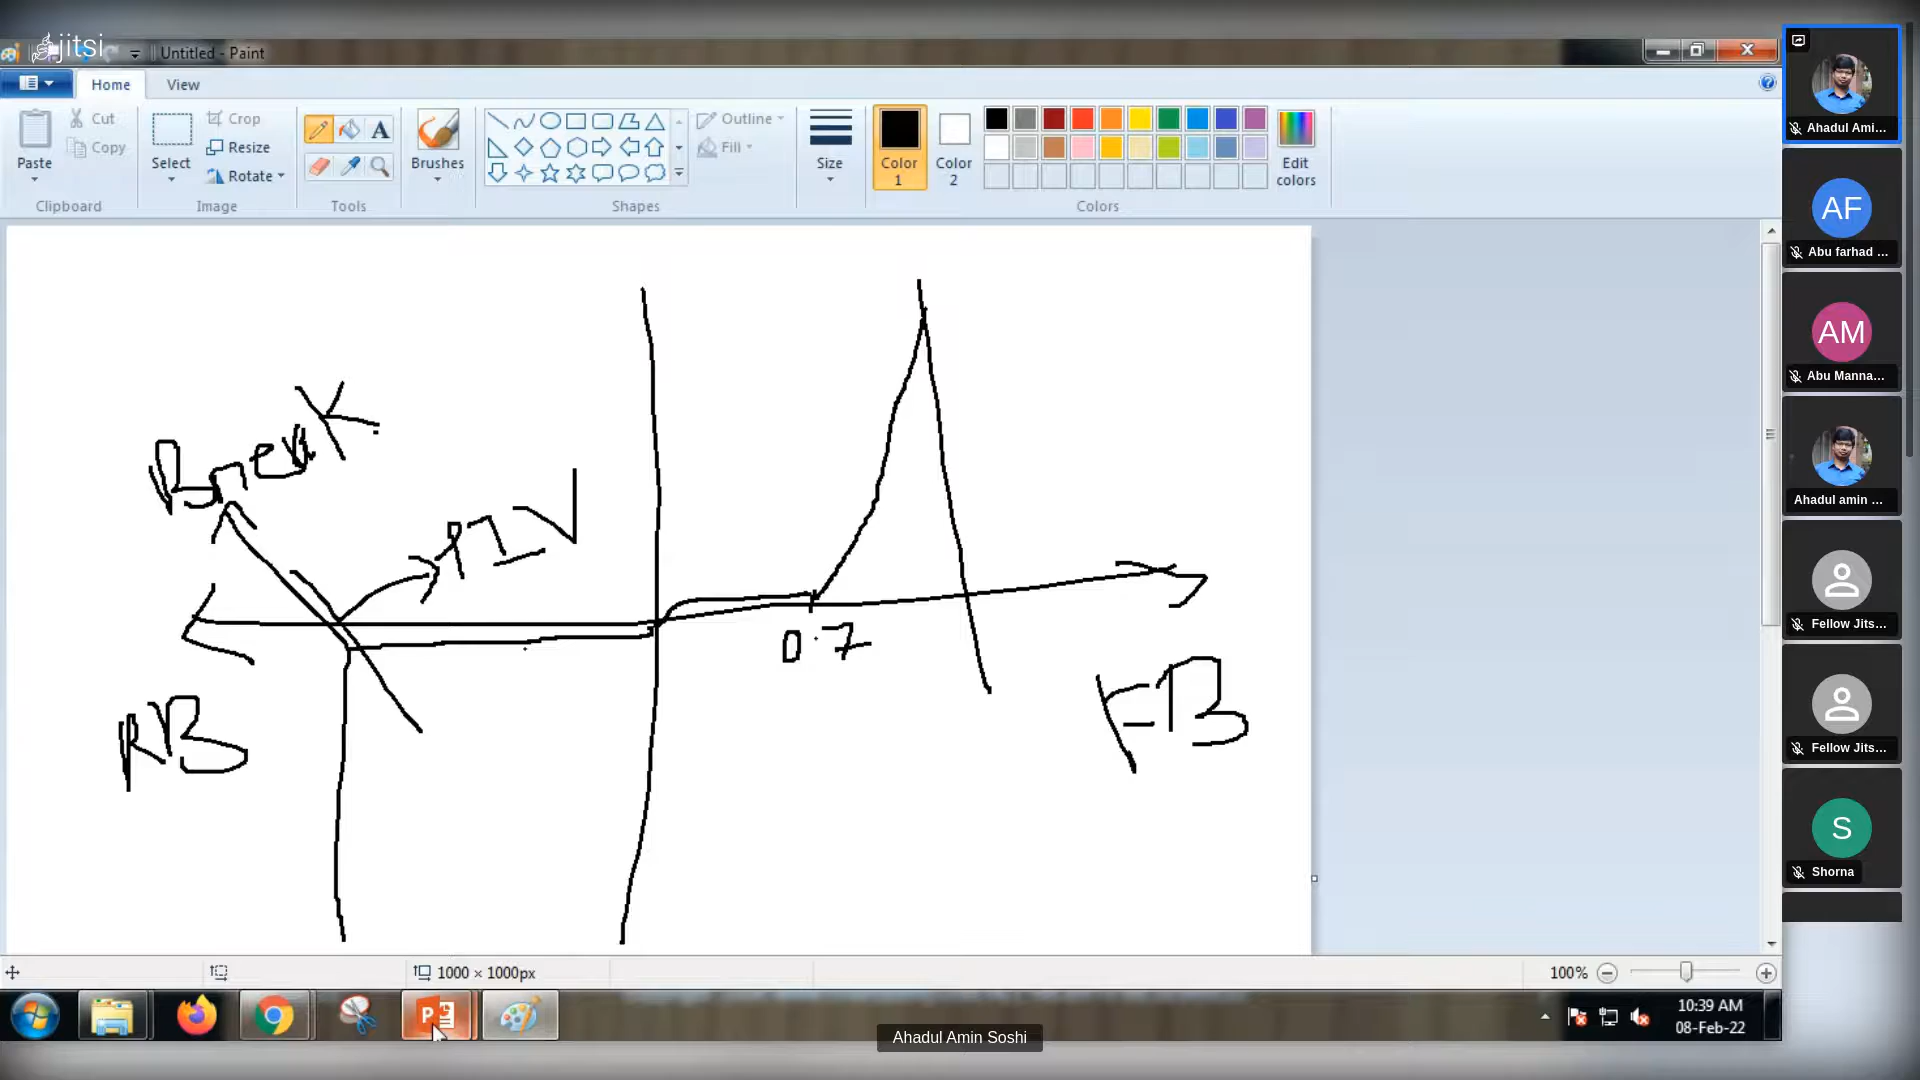 jitsi
Untitled - Paint
Home
View
Paste
Cut
Copy
Clipboard
Select
Crop
Resize
Rotate
Image
A
Tools
Brushes
Shapes
Outline
Fill
Size
Color
1
Color
2
Edit
colors
Colors
Break
PIV
0.7
RB
FB
1000 × 1000px
100%
10:39 AM
08-Feb-22
Ahadul Amin Soshi
Ahadul Ami...
AF
Abu farhad ...
AM
Abu Manna...
Ahadul amin ...
Fellow Jits...
Fellow Jits...
S
Shorna